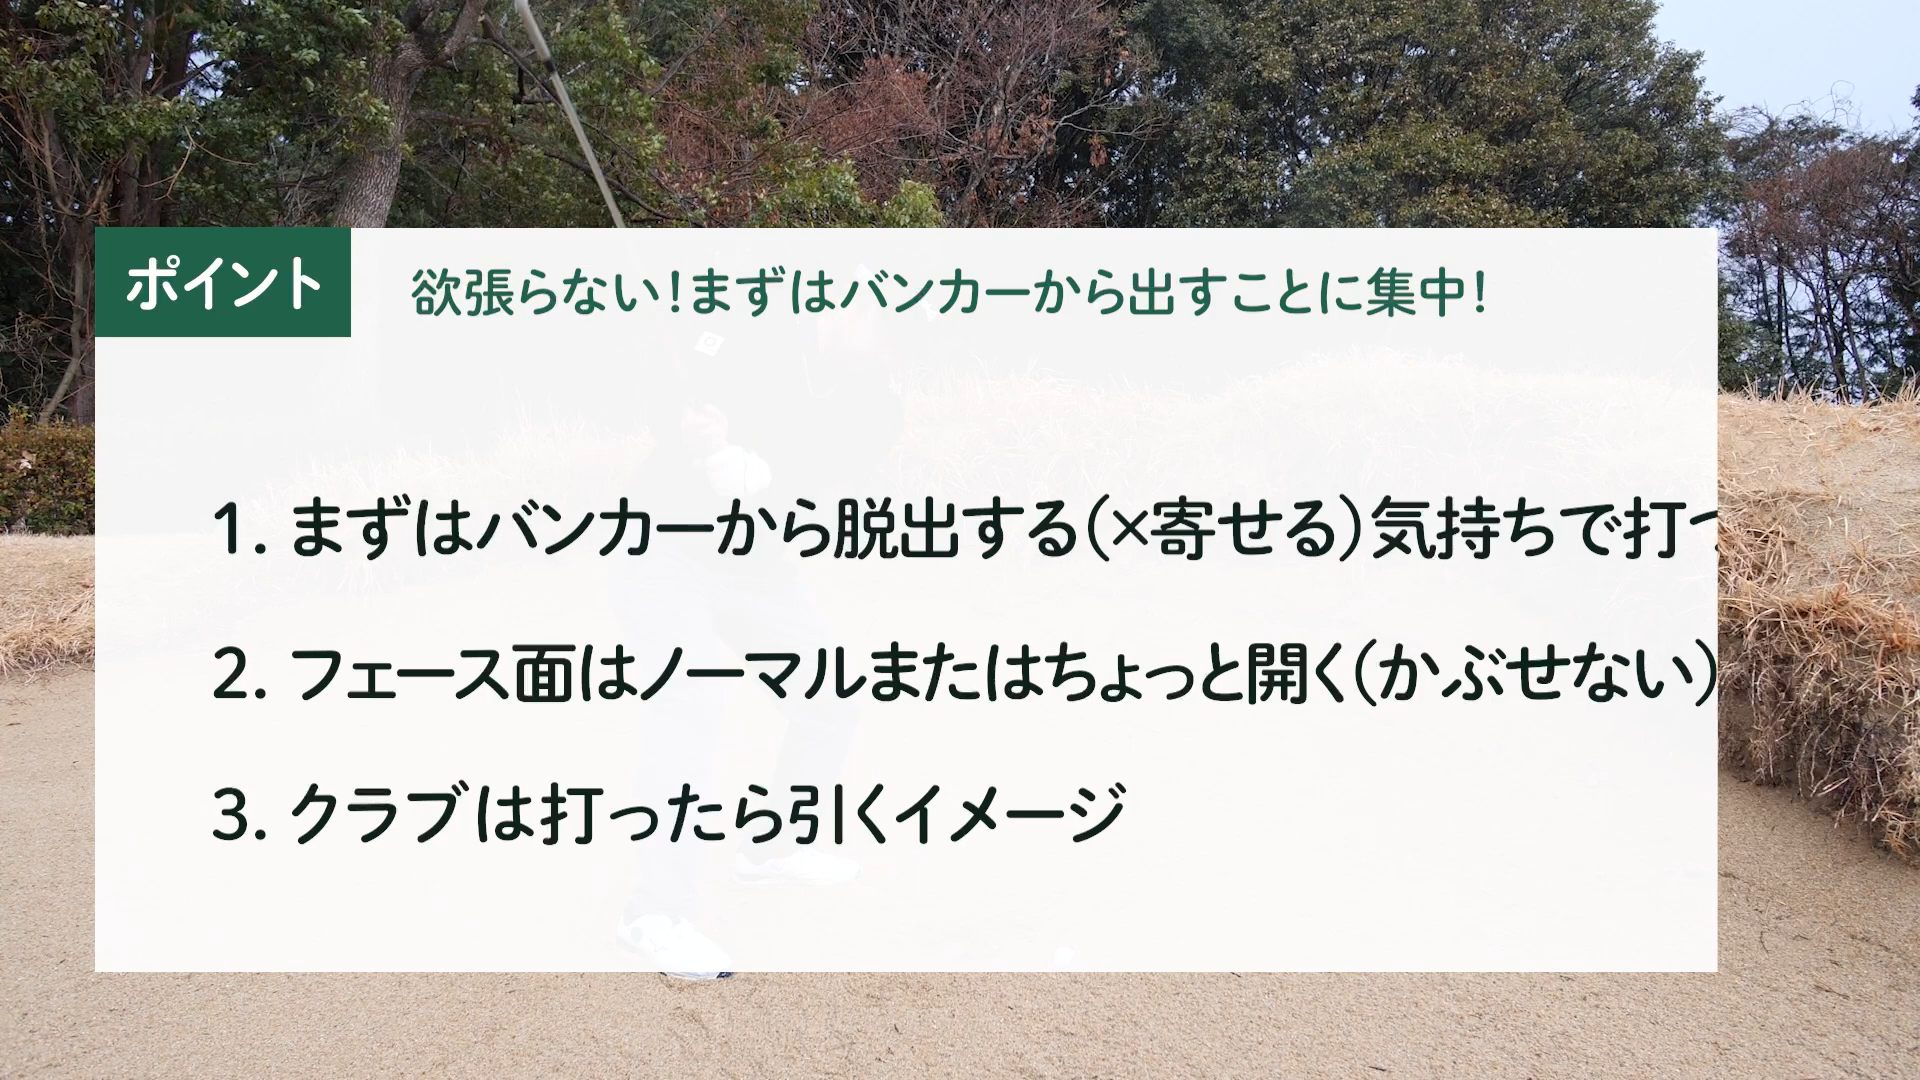 ポイント
欲張らない!まずはバンカーから出すことに集中!
1. まずはバンカーから脱出する(×寄せる)気持ちで打つ
2. フェース面はノーマルまたはちょっと開く(かぶせない)
3. クラブは打ったら引くイメージ